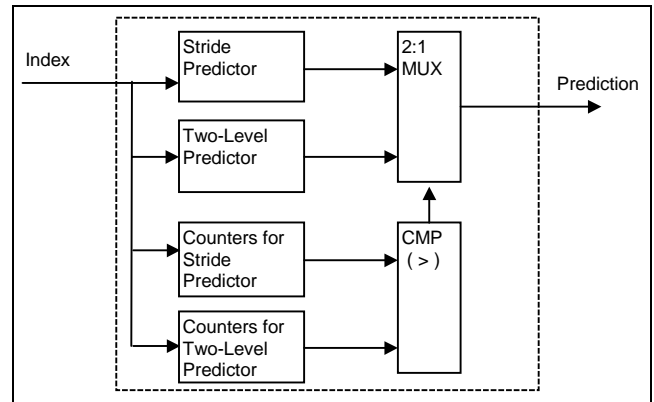 Index
Stride
Predictor
2:1
MUX
Prediction
Two-Level
Predictor
Counters for
Stride
Predictor
CMP
( > )
Counters for
Two-Level
Predictor